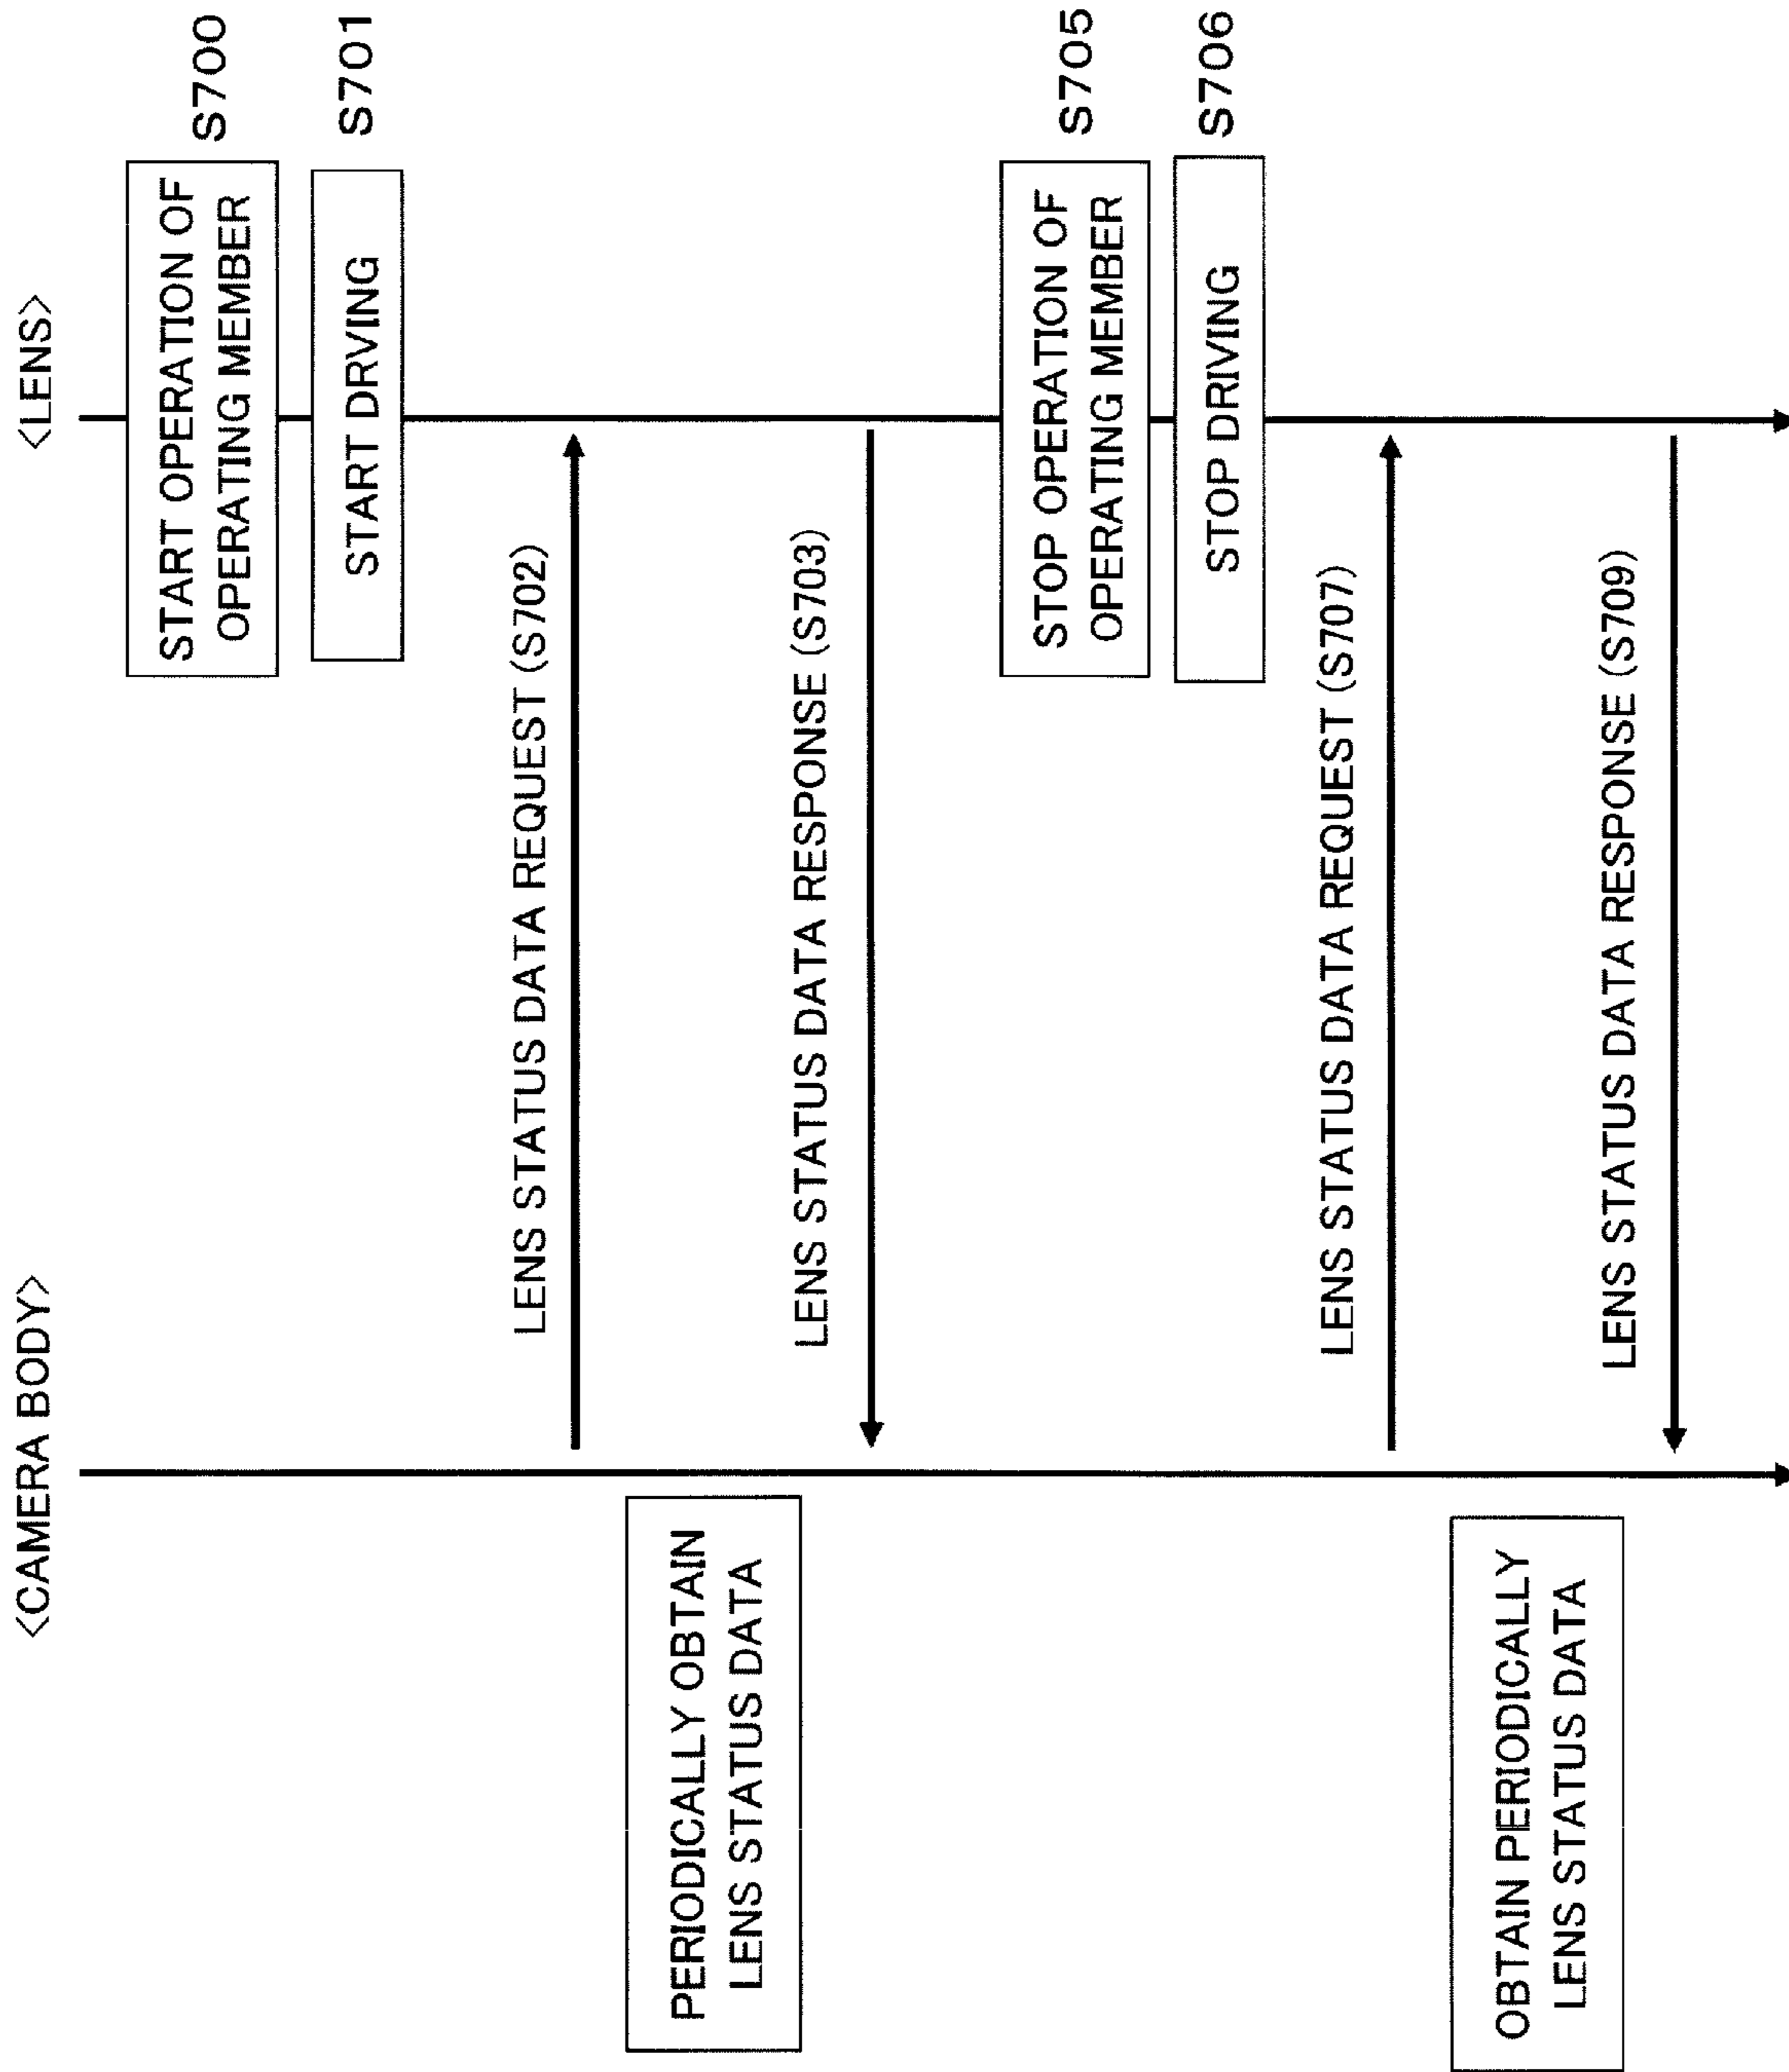 <CAMERA BODY>
<LENS>
START OPERATION OF
OPERATING MEMBER
S700
START DRVING
S701
LENS STATUS DATA REQUEST (S702)
PERIODICALLY OBTAIN
LENS STATUS DATA
LENS STATUS DATA RESPONSE (S703)
STOP OPERATION OF
OPERATING MEMBER
S705
STOP DRIVING
S706
LENS STATUS DATA REQUEST (S707)
OBTAIN PERIODICALLY
LENS STATUS DATA
LENS STATUS DATA RESPONSE (S709)